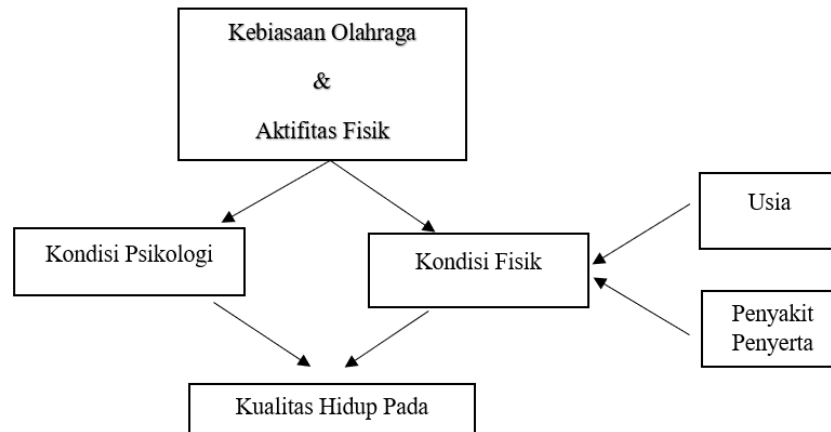 Kebiasaan Olahraga
&
Aktifitas Fisik
Usia
Kondisi Psikologi
Kondisi Fisik
Penyakit
Penyerta
Kualitas Hidup Pada